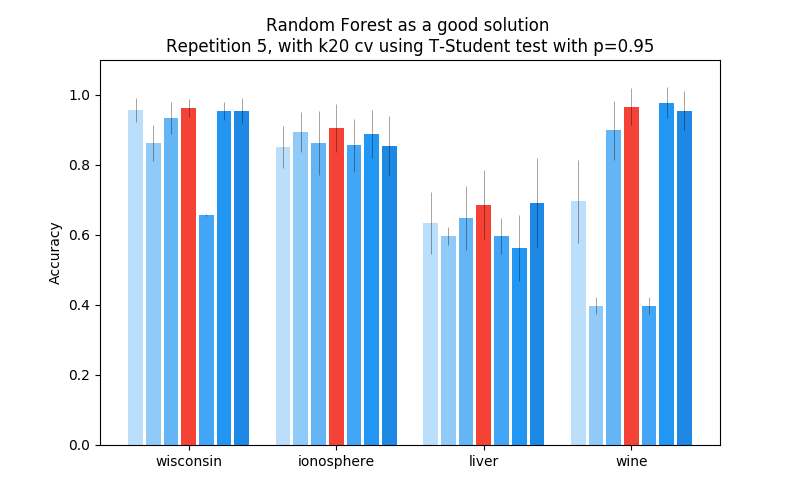 Random Forest as a good solution
Repetition 5, with k20 cv using T-Student test with p=0.95
1.0
0.8
0.6
0.4
0.2
0.0
Accuracy
wisconsin
ionosphere
liver
wine